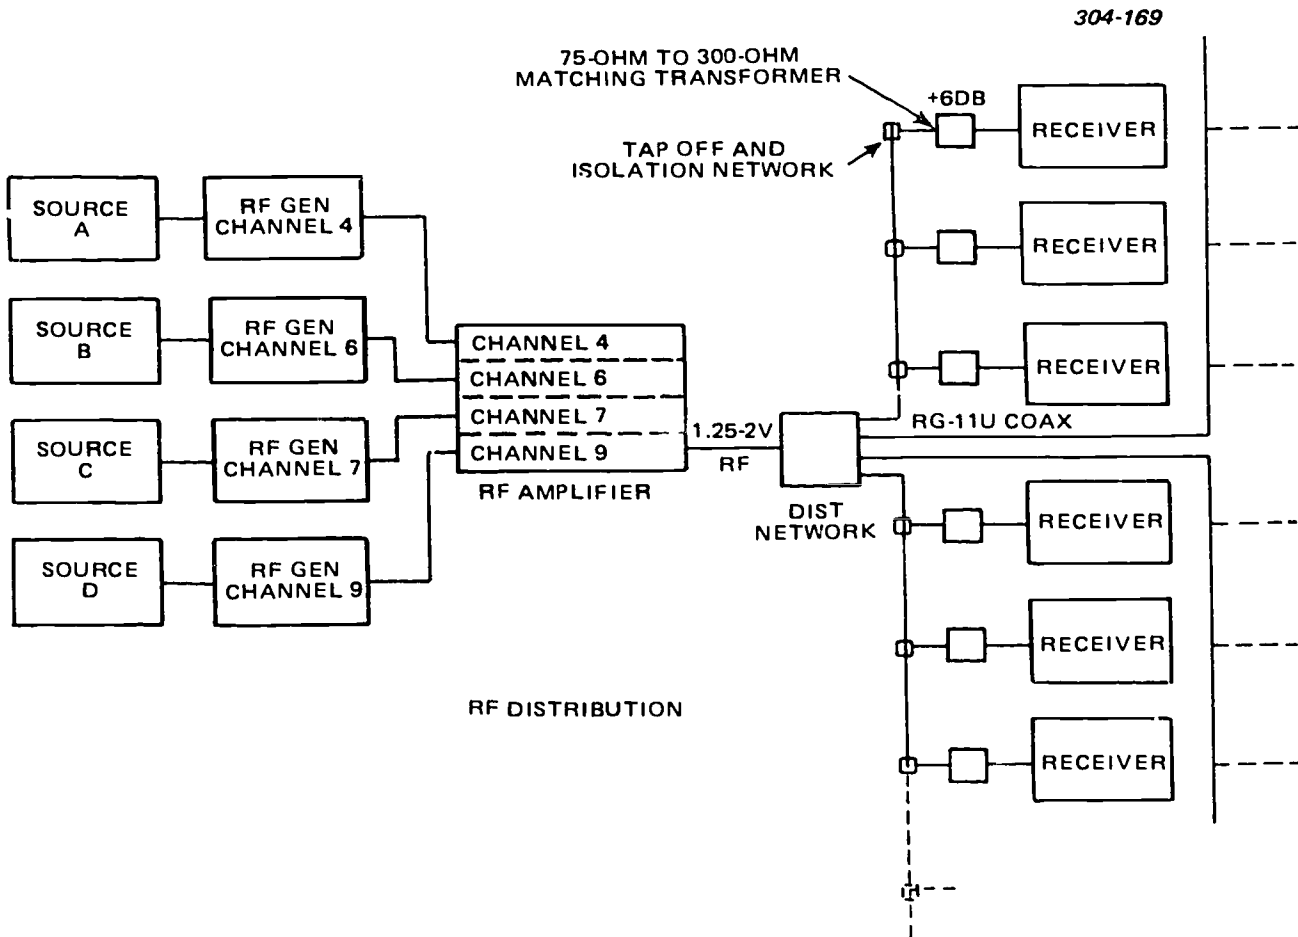 304-169
75-OHM TO 300-OHM
MATCHING TRANSFORMER
+6DB
RECEIVER
TAP OFF AND
ISOLATION NETWORK
SOURCE
A
RF GEN
CHANNEL 4
RECEIVER
SOURCE
B
RF GEN
CHANNEL 6
CHANNEL 4
CHANNEL 6
CHANNEL 7
CHANNEL 9
RF AMPLIFIER
RECEIVER
RG-11U COAX
1.25-2V
RF
SOURCE
C
RF GEN
CHANNEL 7
DIST
NETWORK
RECEIVER
SOURCE
D
RF GEN
CHANNEL 9
RECEIVER
RF DISTRIBUTION
RECEIVER